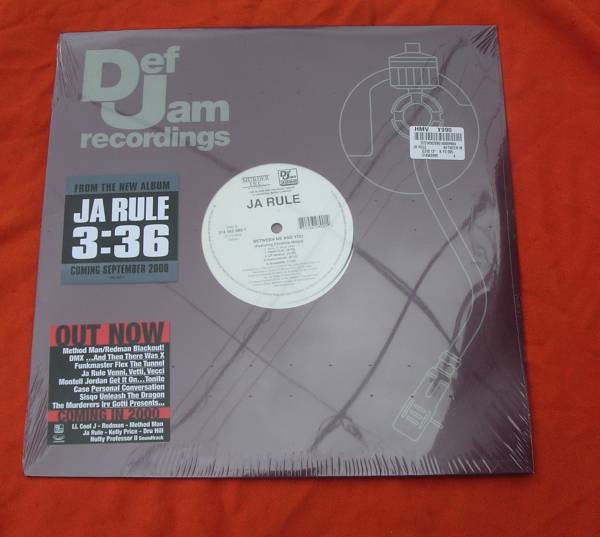 Def
Jam
recordings
HMV ¥990
JA RULE
FROM THE NEW ALBUM
JA RULE
3:36
COMING SEPTEMBER 2000
MURDER
INC.
JA RULE
BETWEEN ME AND YOU
OUT NOW
Method Man/Redman Blackout!
DMX ...And Then There Was X
Funkmaster Flex The Tunnel
Ja Rule Venni, Vetti, Vecci
Montell Jordan Get It On...Tonite
Case Personal Conversation
Sisqo Unleash The Dragon
The Murderers Irv Gotti Presents...
COMING IN 2000
LL Cool J - Redman - Method Man
Ja Rule - Kelly Price - Dru Hill
Nutty Professor II Soundtrack